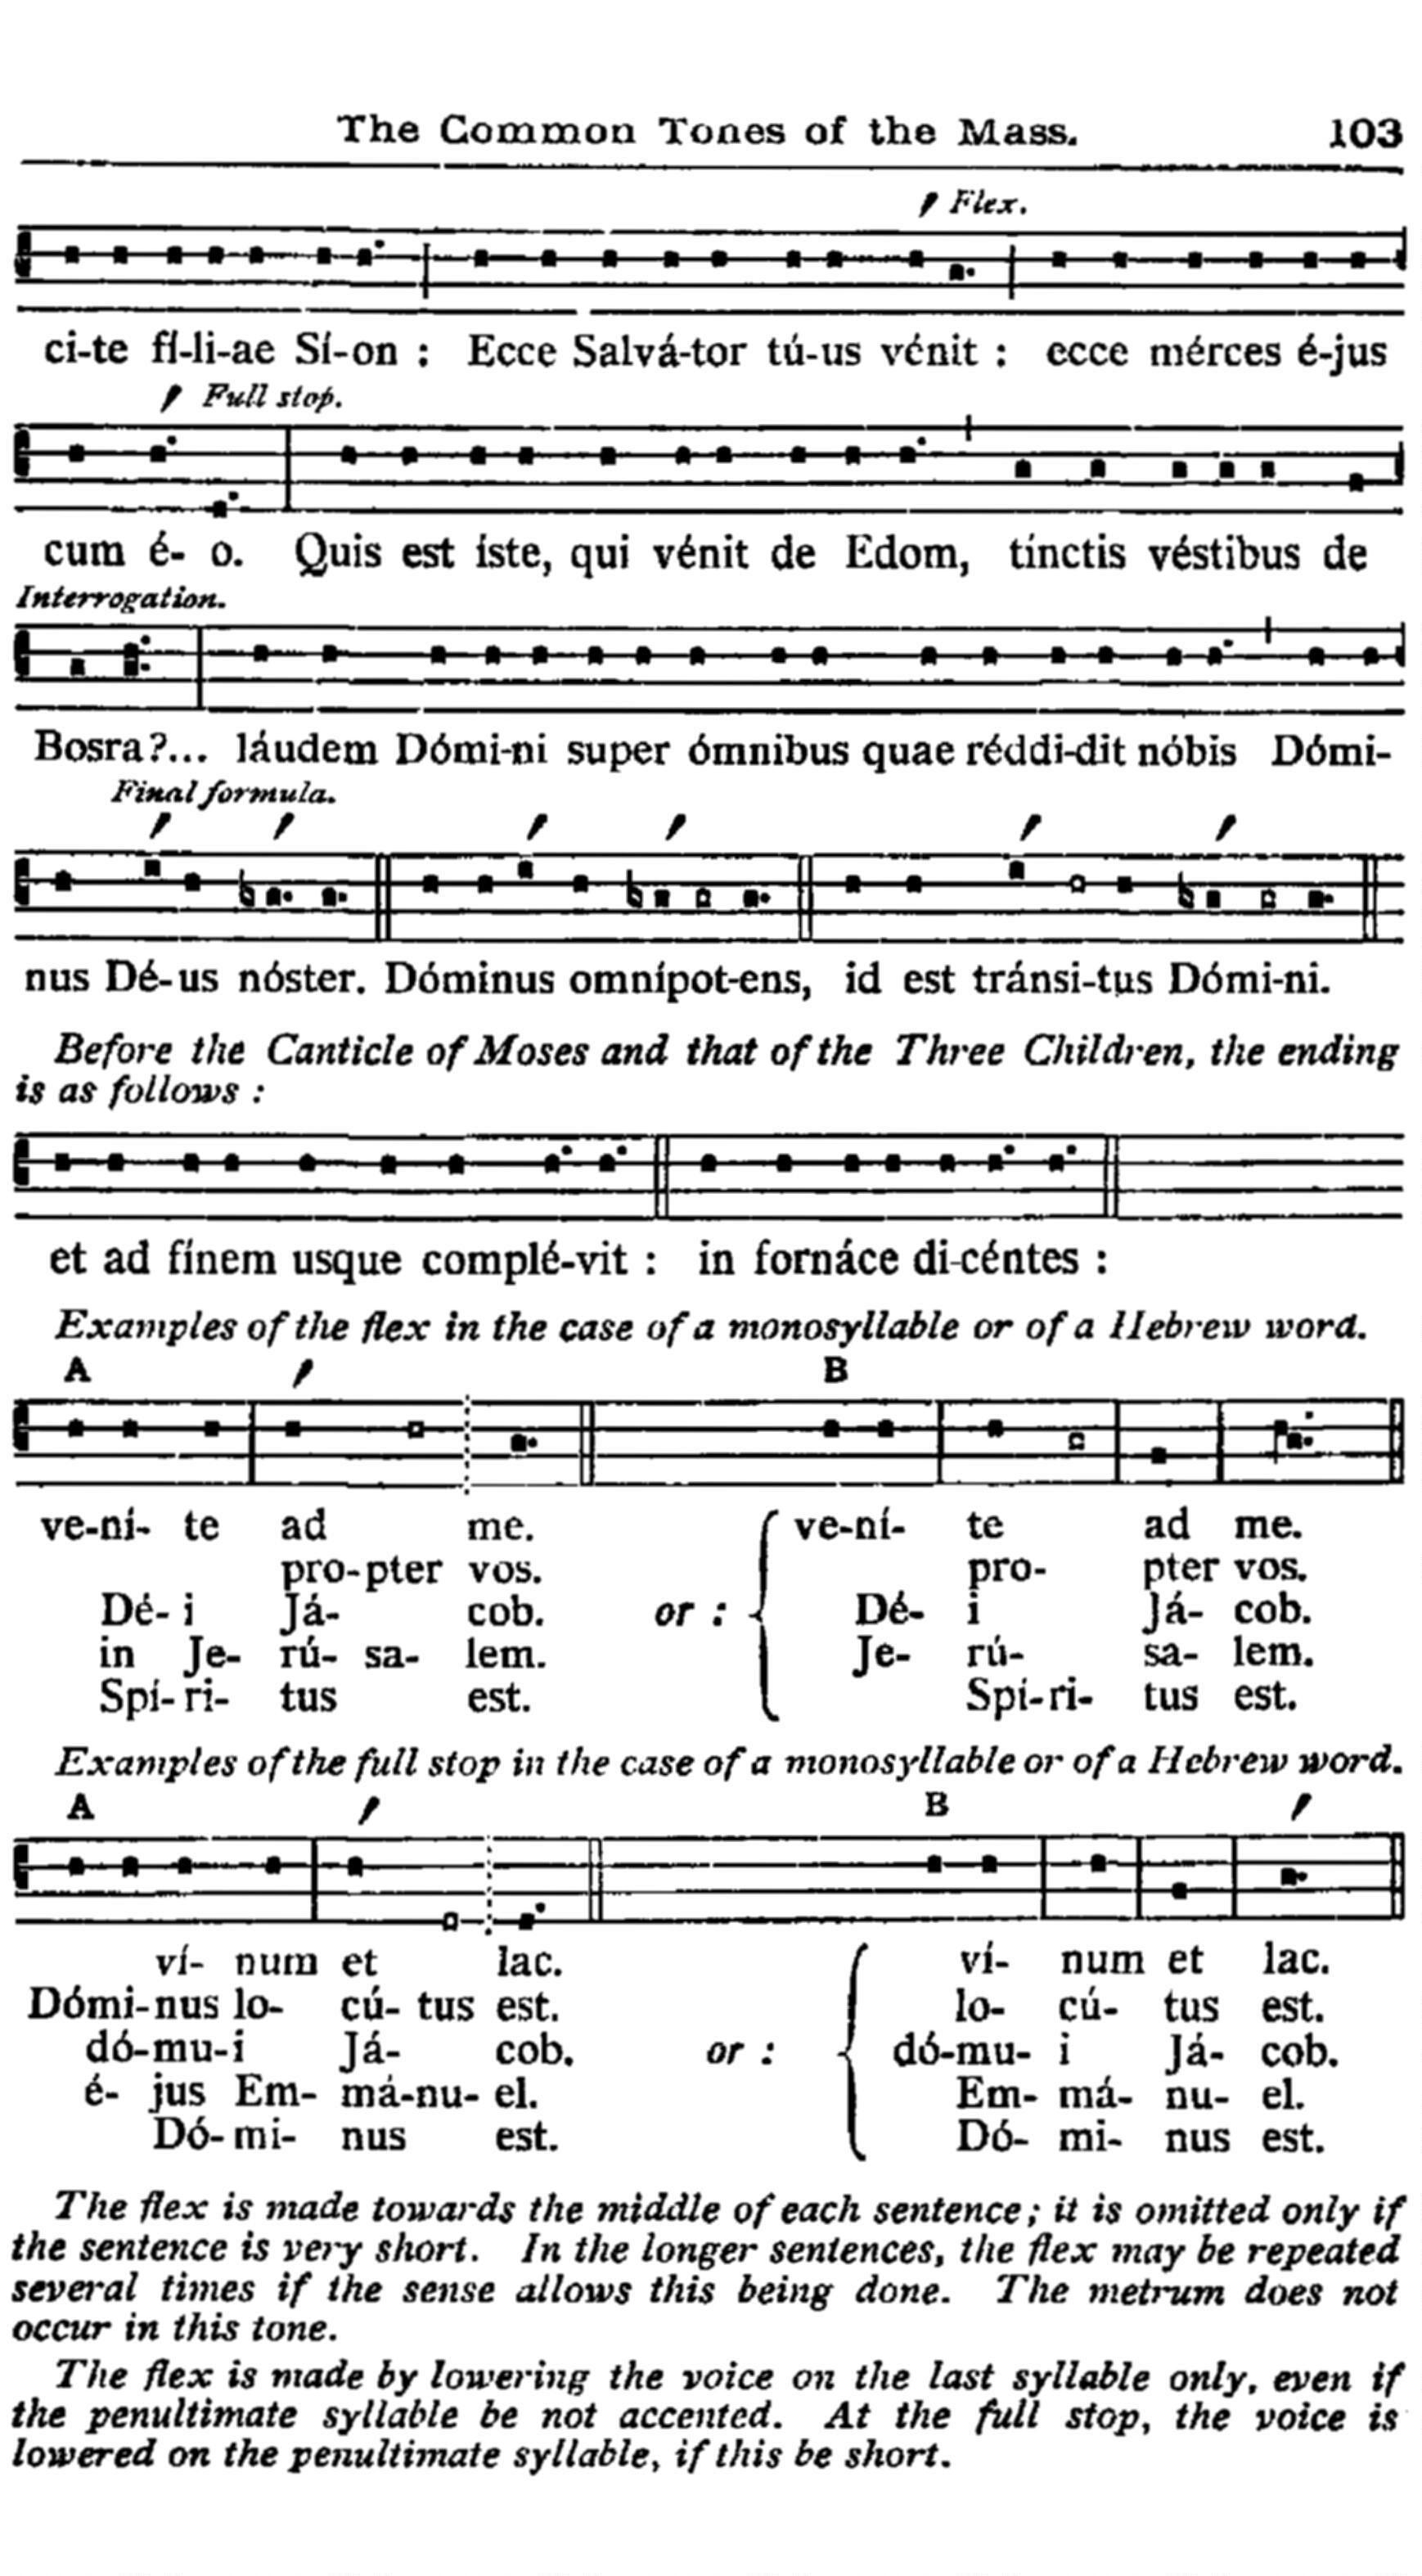 The Common Tones of the Mass. 103
Flex.
ci-te fí-li-ae Sí-on : Ecce Salvá-tor tú-us vénit : ecce mérces é-jus
Full stop.
cum é- o. Quis est íste, qui vénit de Edom, tínctis véstibus de
Interrogation.
Bosra?... láudem Dómi-ni super ómnibus quae réddi-dit nóbis Dómi-
Final formula.
nus Dé-us nóster. Dóminus omnípot-ens, id est tránsi-tus Dómi-ni.
Before the Canticle of Moses and that of the Three Children, the ending
is as follows :
et ad fínem usque complé-vit : in fornáce di-céntes :
Examples of the flex in the case of a monosyllable or of a Hebrew word.
A B
ve-ní- te ad me. ve-ní- te ad me.
pro-pter vos. pro- pter vos.
Dé- i Já- cob. or : Dé- i Já- cob.
in Je- rú- sa- lem. Je- rú- sa- lem.
Spí-ri- tus est. Spí-ri- tus est.
Examples of the full stop in the case of a monosyllable or of a Hebrew word.
A B
ví- num et lac. ví- num et lac.
Dómi-nus lo- cú- tus est. lo- cú- tus est.
dó-mu-i Já- cob. or : dó-mu- i Já- cob.
é- jus Em- má-nu- el. Em- má- nu- el.
Dó-mi- nus est. Dó- mi- nus est.
The flex is made towards the middle of each sentence; it is omitted only if
the sentence is very short. In the longer sentences, the flex may be repeated
several times if the sense allows this being done. The metrum does not
occur in this tone.
The flex is made by lowering the voice on the last syllable only, even if
the penultimate syllable be not accented. At the full stop, the voice is
lowered on the penultimate syllable, if this be short.